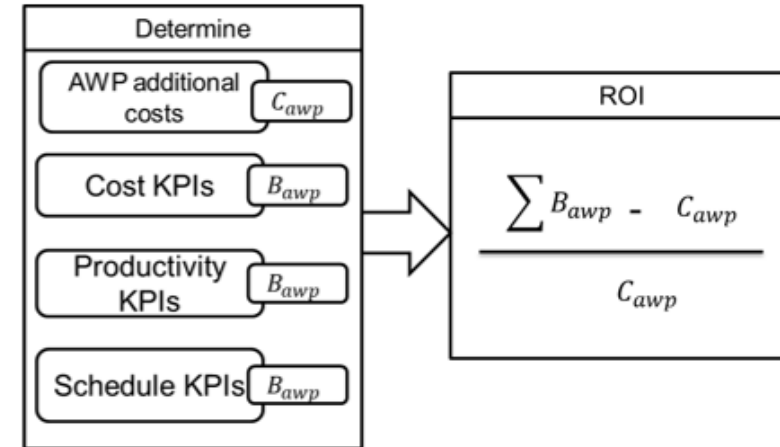 Determine
AWP additional
costs
C_awp
Cost KPIs
B_awp
Productivity
KPIs
B_awp
Schedule KPIs
B_awp
ROI
∑ B_awp - C_awp
C_awp